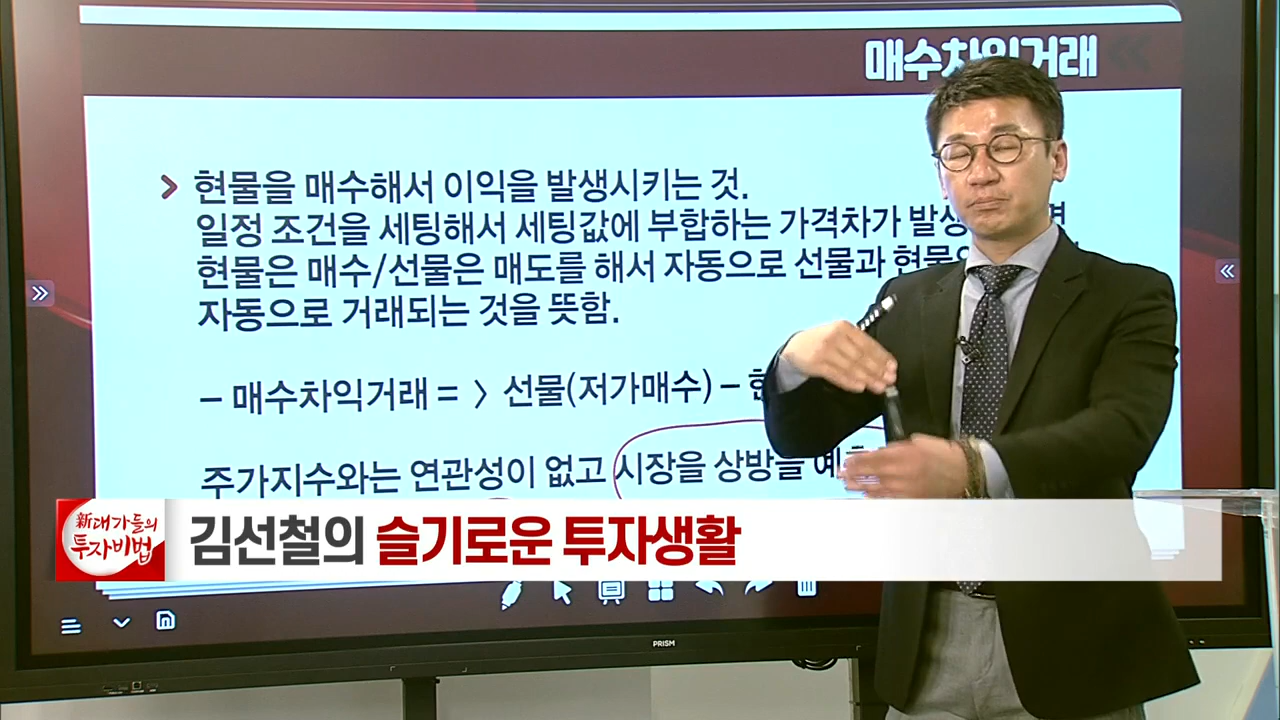 매수차익거래
현물을 매수해서 이익을 발생시키는 것.
일정 조건을 세팅해서 세팅값에 부합하는 가격차가 발생
현물은 매수/선물은 매도를 해서 자동으로 선물과
자동으로 거래되는 것을 뜻함.
– 매수차익거래 = 〉 선물(저가매수) –
주가지수와는 연관성이 없고 시장을 상방을
新 대가들의
투자비법
김선철의 슬기로운 투자생활
PRISM